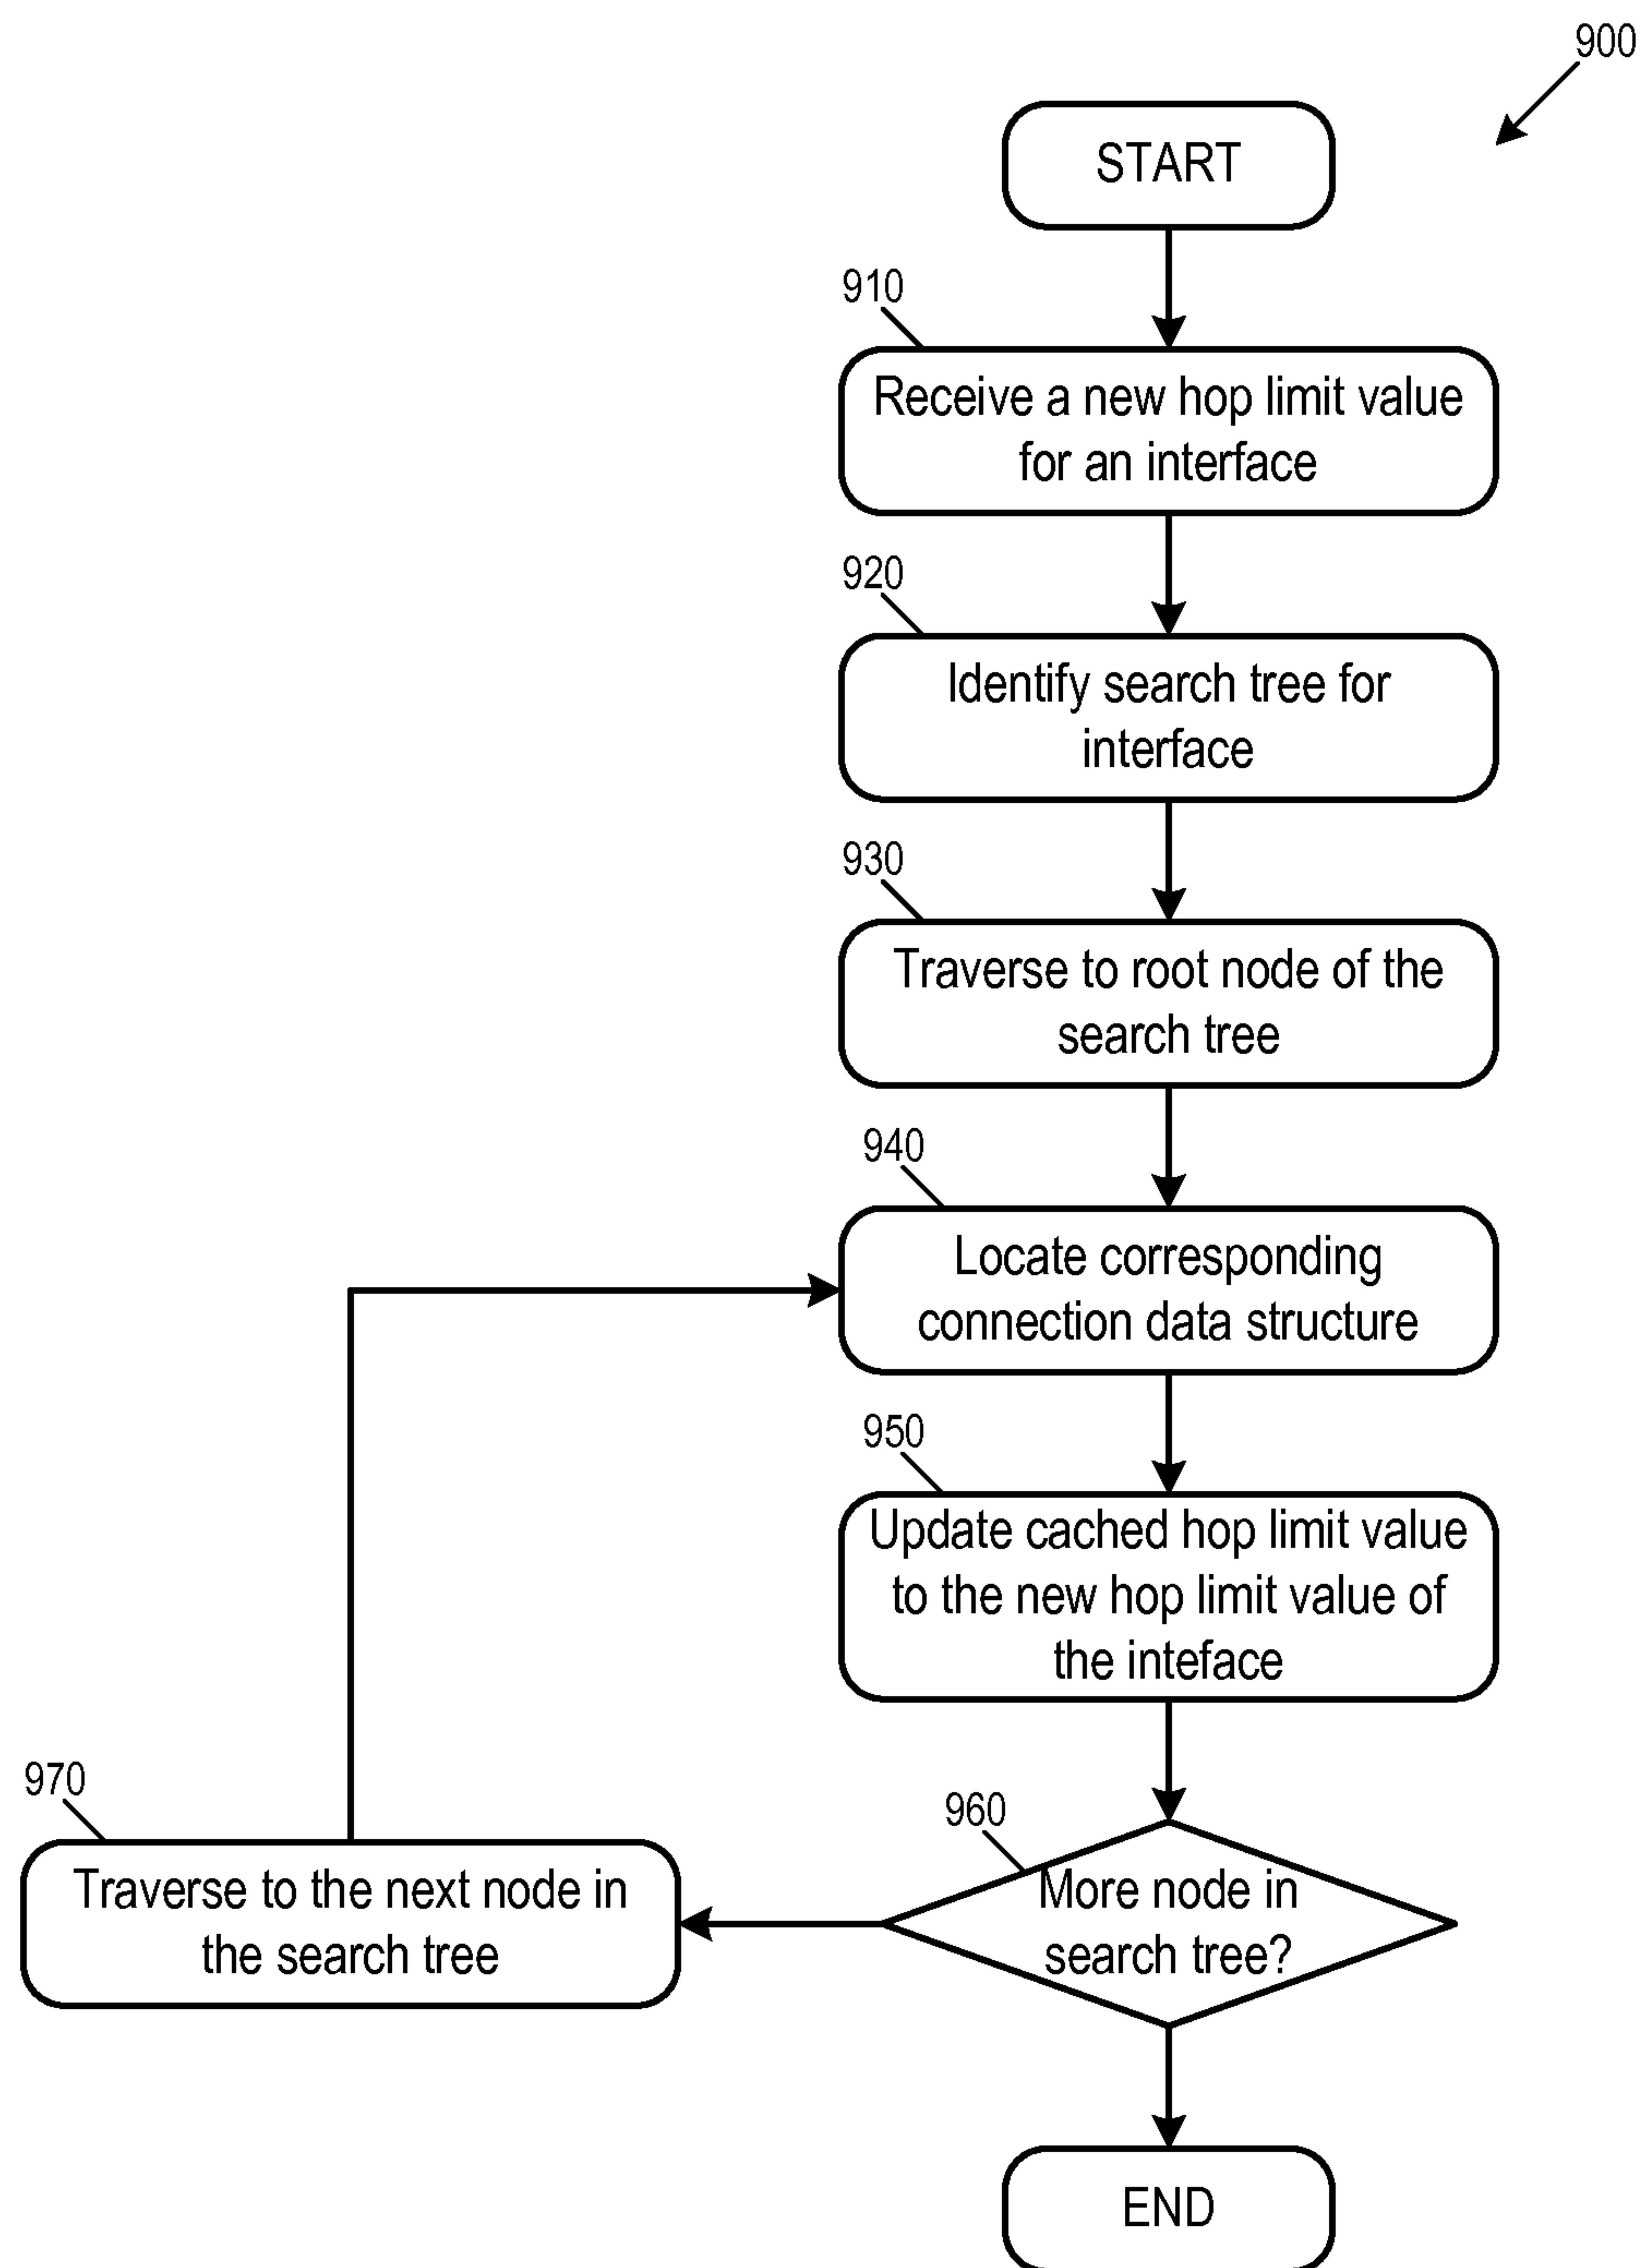 900
START
910
Receive a new hop limit value
for an interface
920
Identify search tree for
interface
930
Traverse to root node of the
search tree
940
Locate corresponding
connection data structure
950
Update cached hop limit value
to the new hop limit value of
the inteface
960
More node in
search tree?
970
Traverse to the next node in
the search tree
END